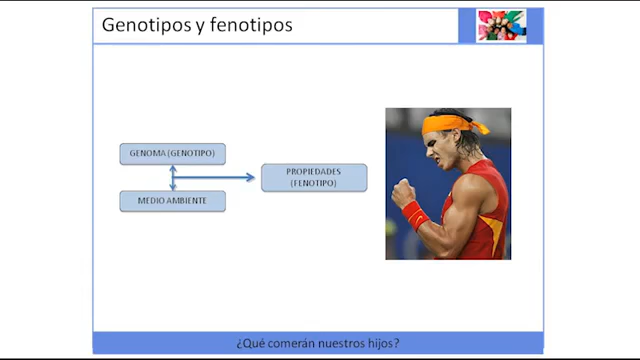 Genotipos y fenotipos
GENOMA (GENOTIPO)
PROPIEDADES
(FENOTIPO)
MEDIO AMBIENTE
¿Qué comerán nuestros hijos?